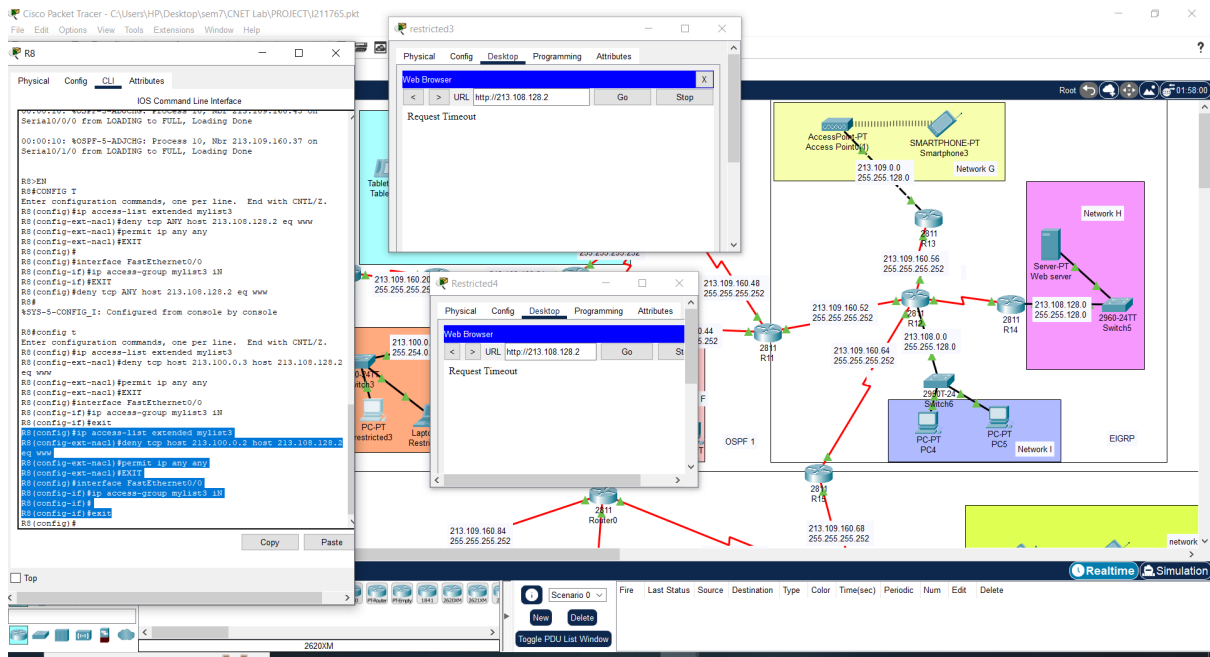 Cisco Packet Tracer - C:\Users\HP\Desktop\sem7\CNET Lab\PROJECT\I211765.pkt
File Edit Options View Tools Extensions Window Help
R8
Physical Config CLI Attributes
IOS Command Line Interface
Serial0/0/0 from LOADING to FULL, Loading Done
00:00:10: %OSPF-5-ADJCHG: Process 10, Nbr 213.109.160.37 on
Serial0/1/0 from LOADING to FULL, Loading Done
R8>EN
R8#CONFIG T
Enter configuration commands, one per line. End with CNTL/Z.
R8(config)#ip access-list extended mylist3
R8(config-ext-nacl)#deny tcp ANY host 213.108.128.2 eq www
R8(config-ext-nacl)#permit ip any any
R8(config-ext-nacl)#EXIT
R8(config)#
R8(config)#interface FastEthernet0/0
R8(config-if)#ip access-group mylist3 iN
R8(config-if)#EXIT
R8(config)#deny tcp ANY host 213.108.128.2 eq www
R8#
%SYS-5-CONFIG_I: Configured from console by console
R8#config t
Enter configuration commands, one per line. End with CNTL/Z.
R8(config)#ip access-list extended mylist3
R8(config-ext-nacl)#deny tcp host 213.100.0.3 host 213.108.128.2
eq www
R8(config-ext-nacl)#permit ip any any
R8(config-ext-nacl)#EXIT
R8(config)#interface FastEthernet0/0
R8(config-if)#ip access-group mylist3 iN
R8(config-if)#exit
R8(config)#ip access-list extended mylist3
R8(config-ext-nacl)#deny tcp host 213.100.0.2 host 213.108.128.2
eq www
R8(config-ext-nacl)#permit ip any any
R8(config-ext-nacl)#EXIT
R8(config)#interface FastEthernet0/0
R8(config-if)#ip access-group mylist3 iN
R8(config-if)#
R8(config-if)#exit
R8(config)#
Copy Paste
Top
restricted3
Physical Config Desktop Programming Attributes
Web Browser X
< > URL http://213.108.128.2 Go Stop
Request Timeout
Restricted4
Physical Config Desktop Programming Attributes
Web Browser
< > URL http://213.108.128.2 Go St
Request Timeout
?
Root 01:58:00
AccessPoint-PT
Access Point0(1)
SMARTPHONE-PT
Smartphone3
213.109.0.0
255.255.128.0
Network G
2811
R13
213.109.160.56
255.255.255.252
Network H
Server-PT
Web server
213.108.128.0
255.255.128.0
2960-24TT
Switch5
2811
R14
213.109.160.52
255.255.255.252
2811
R12
213.108.0.0
255.255.128.0
213.109.160.64
255.255.255.252
Switch6
PC-PT
PC4
PC-PT
PC5
Network I
EIGRP
OSPF 1
213.109.160.48
255.255.255.252
2811
R11
213.109.160.20
213.100.0.
255.254.0.
PC-PT
restricted3
2811
Router0
213.109.160.84
255.255.255.252
2811
R15
213.109.160.68
255.255.255.252
network
Realtime Simulation
Scenario 0
New Delete
Toggle PDU List Window
Fire Last Status Source Destination Type Color Time(sec) Periodic Num Edit Delete
1941 2620XM 2621XM
2620XM